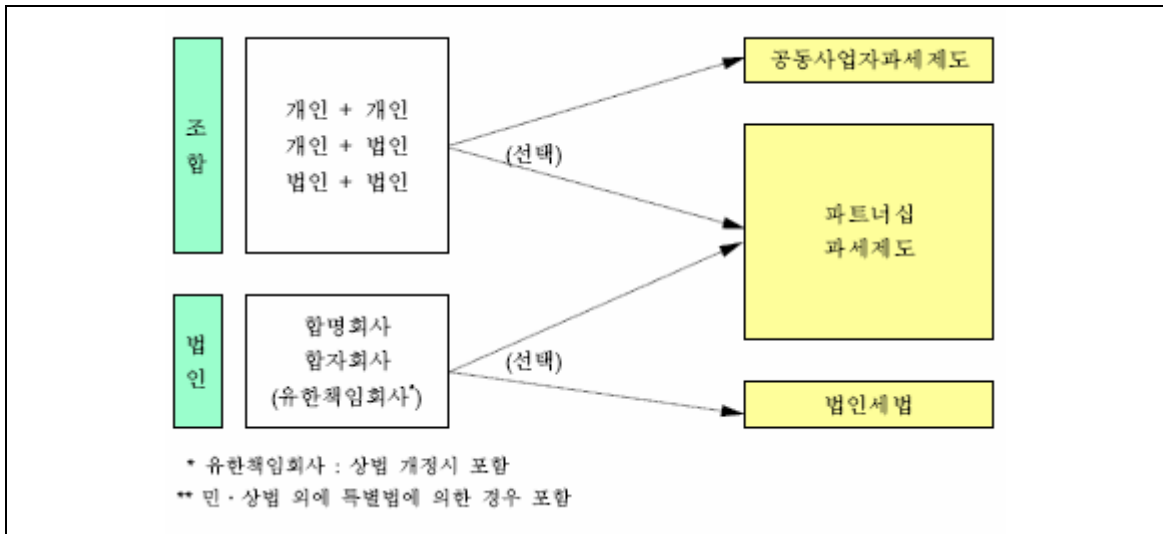 조합
개인 + 개인
개인 + 법인
법인 + 법인
(선택)
공동사업자과세제도
파트너십
과세제도
법인
합명회사
합자회사
(유한책임회사*)
(선택)
법인세법
* 유한책임회사 : 상법 개정시 포함
** 민·상법 외에 특별법에 의한 경우 포함